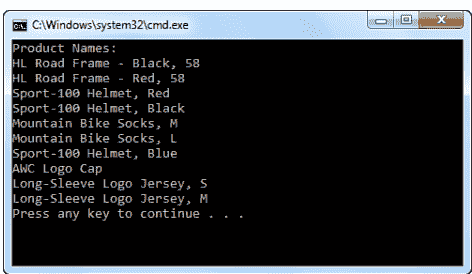 C:\Windows\system32\cmd.exe
Product Names:
HL Road Frame - Black, 58
HL Road Frame - Red, 58
Sport-100 Helmet, Red
Sport-100 Helmet, Black
Mountain Bike Socks, M
Mountain Bike Socks, L
Sport-100 Helmet, Blue
AWC Logo Cap
Long-Sleeve Logo Jersey, S
Long-Sleeve Logo Jersey, M
Press any key to continue . . .